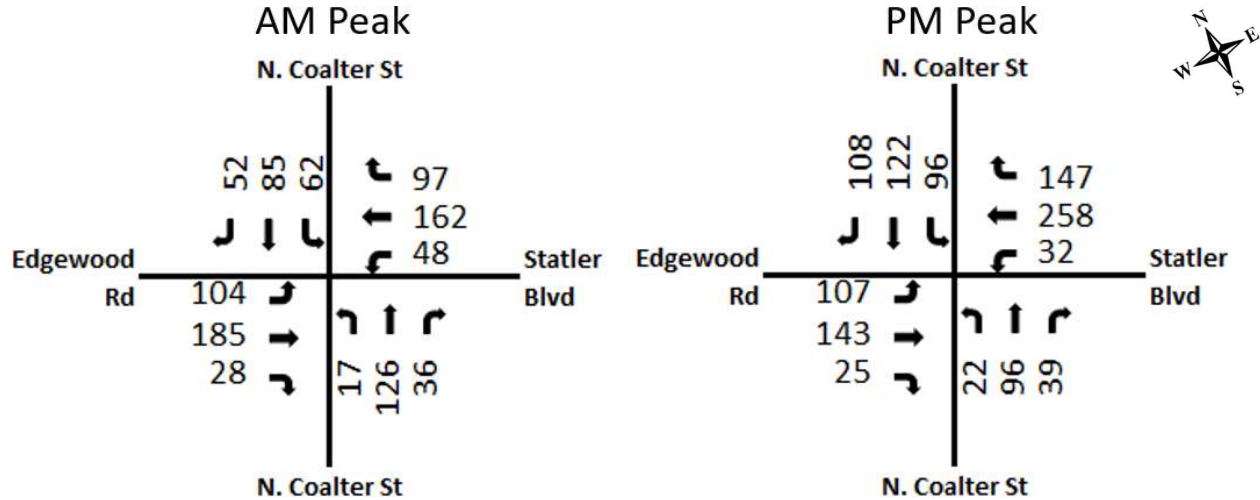 AM Peak
N. Coalter St
52 85 62
97
162
48
Edgewood Rd
Statler Blvd
104
185
28
17 126 36
N. Coalter St
PM Peak
N. Coalter St
108 122 96
147
258
32
Edgewood Rd
Statler Blvd
107
143
25
22 96 39
N. Coalter St
N
E
W
S